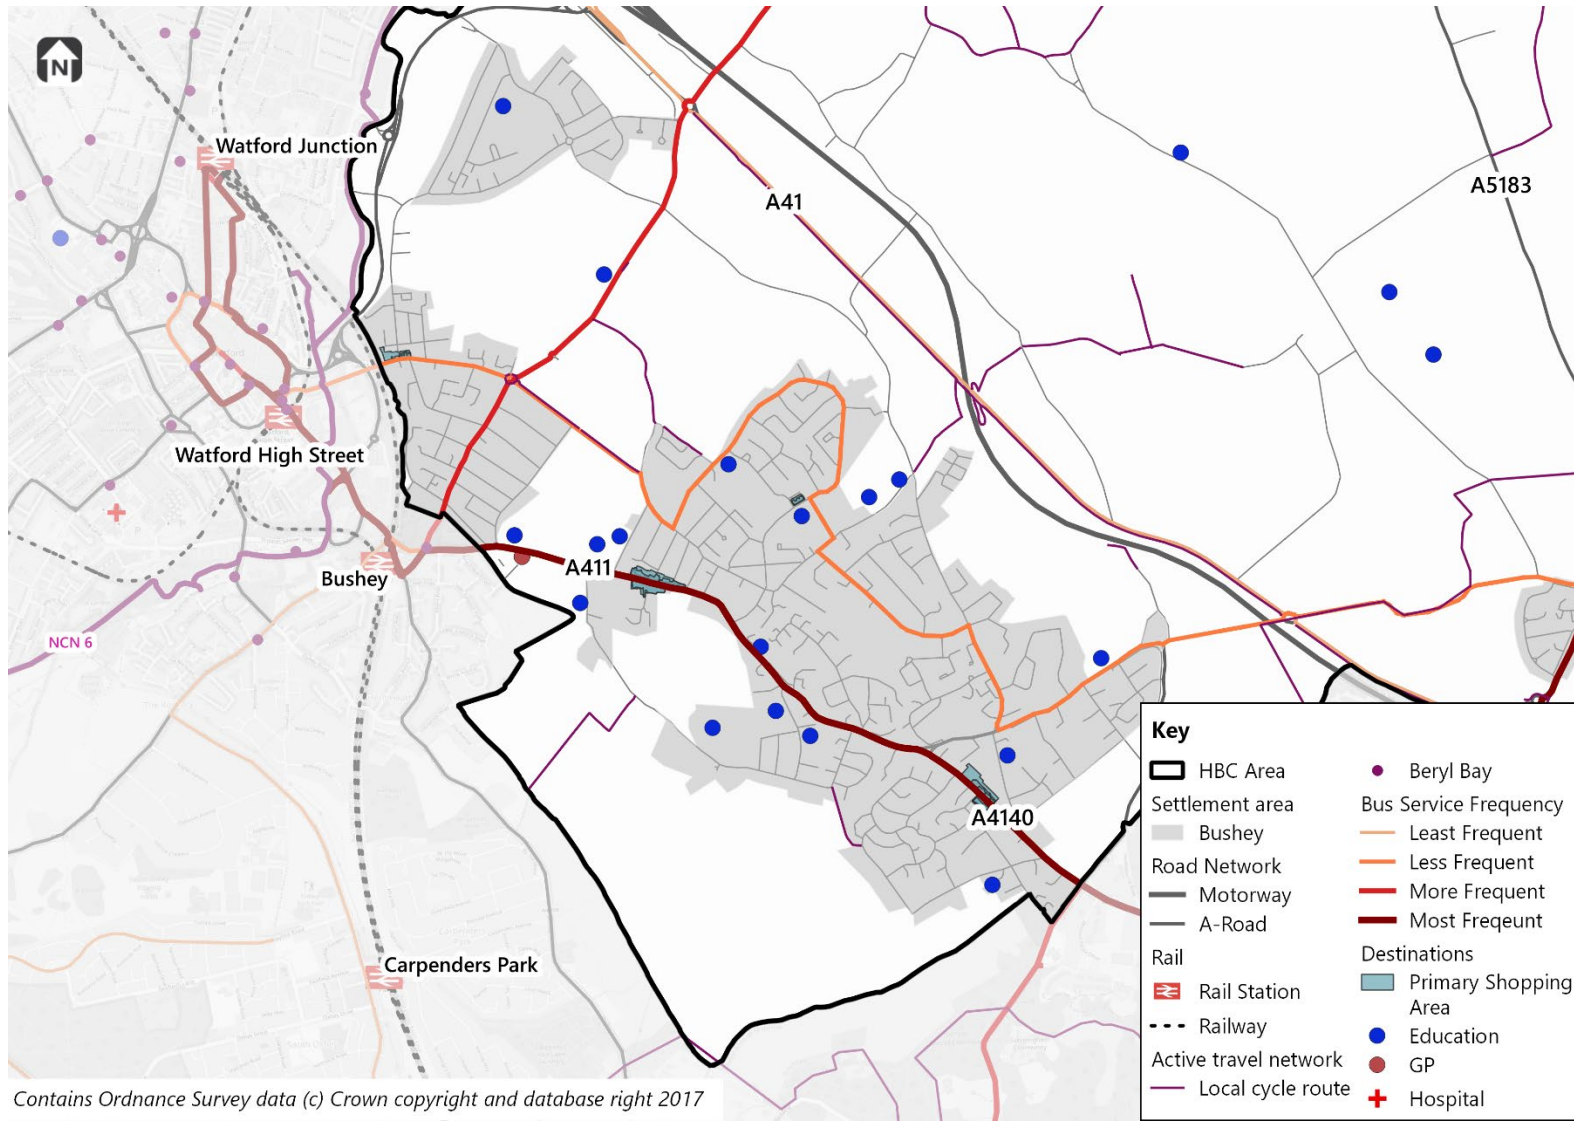 N
Watford Junction
A41
A5183
Watford High Street
A411
Bushey
NCN 6
A4140
Carpenders Park
Key
HBC Area
Settlement area
Bushey
Road Network
Motorway
A-Road
Rail
Rail Station
Railway
Active travel network
Local cycle route
Beryl Bay
Bus Service Frequency
Least Frequent
Less Frequent
More Frequent
Most Freqeunt
Destinations
Primary Shopping
Area
Education
GP
Hospital
Contains Ordnance Survey data (c) Crown copyright and database right 2017